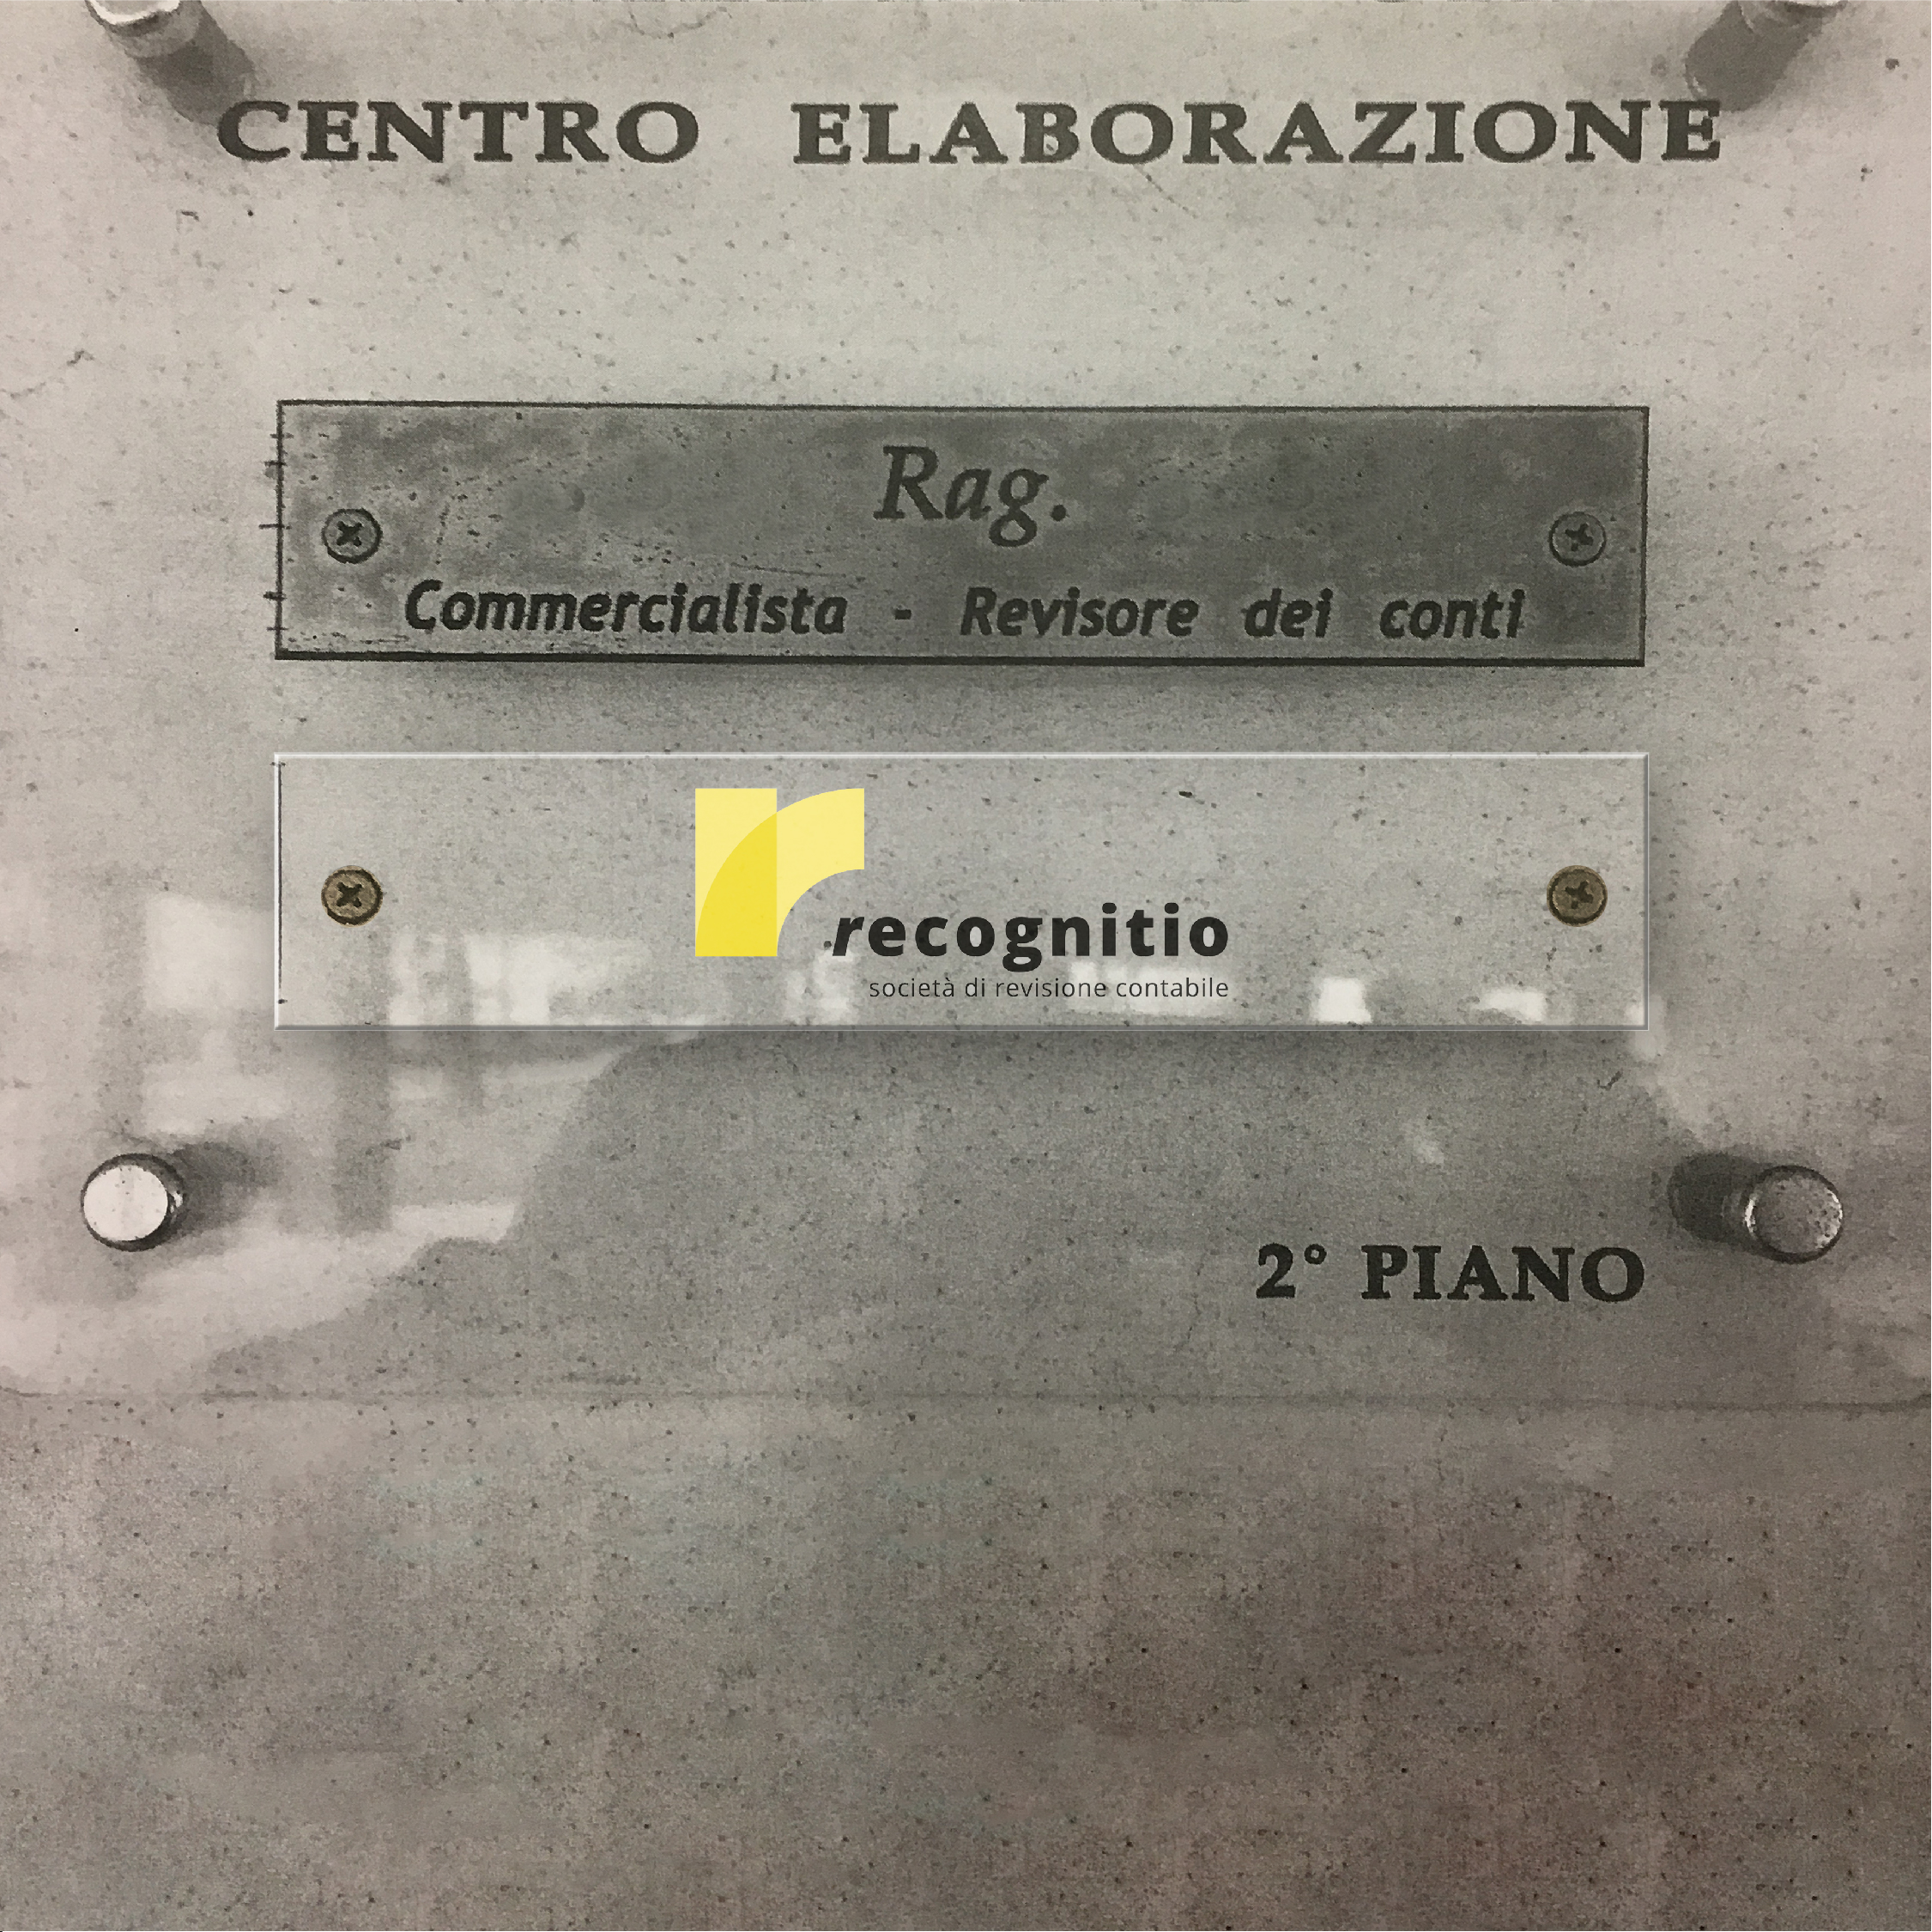 CENTRO ELABORAZIONE
Rag.
Commercialista - Revisore dei conti
recognitio
società di revisione contabile
2° PIANO